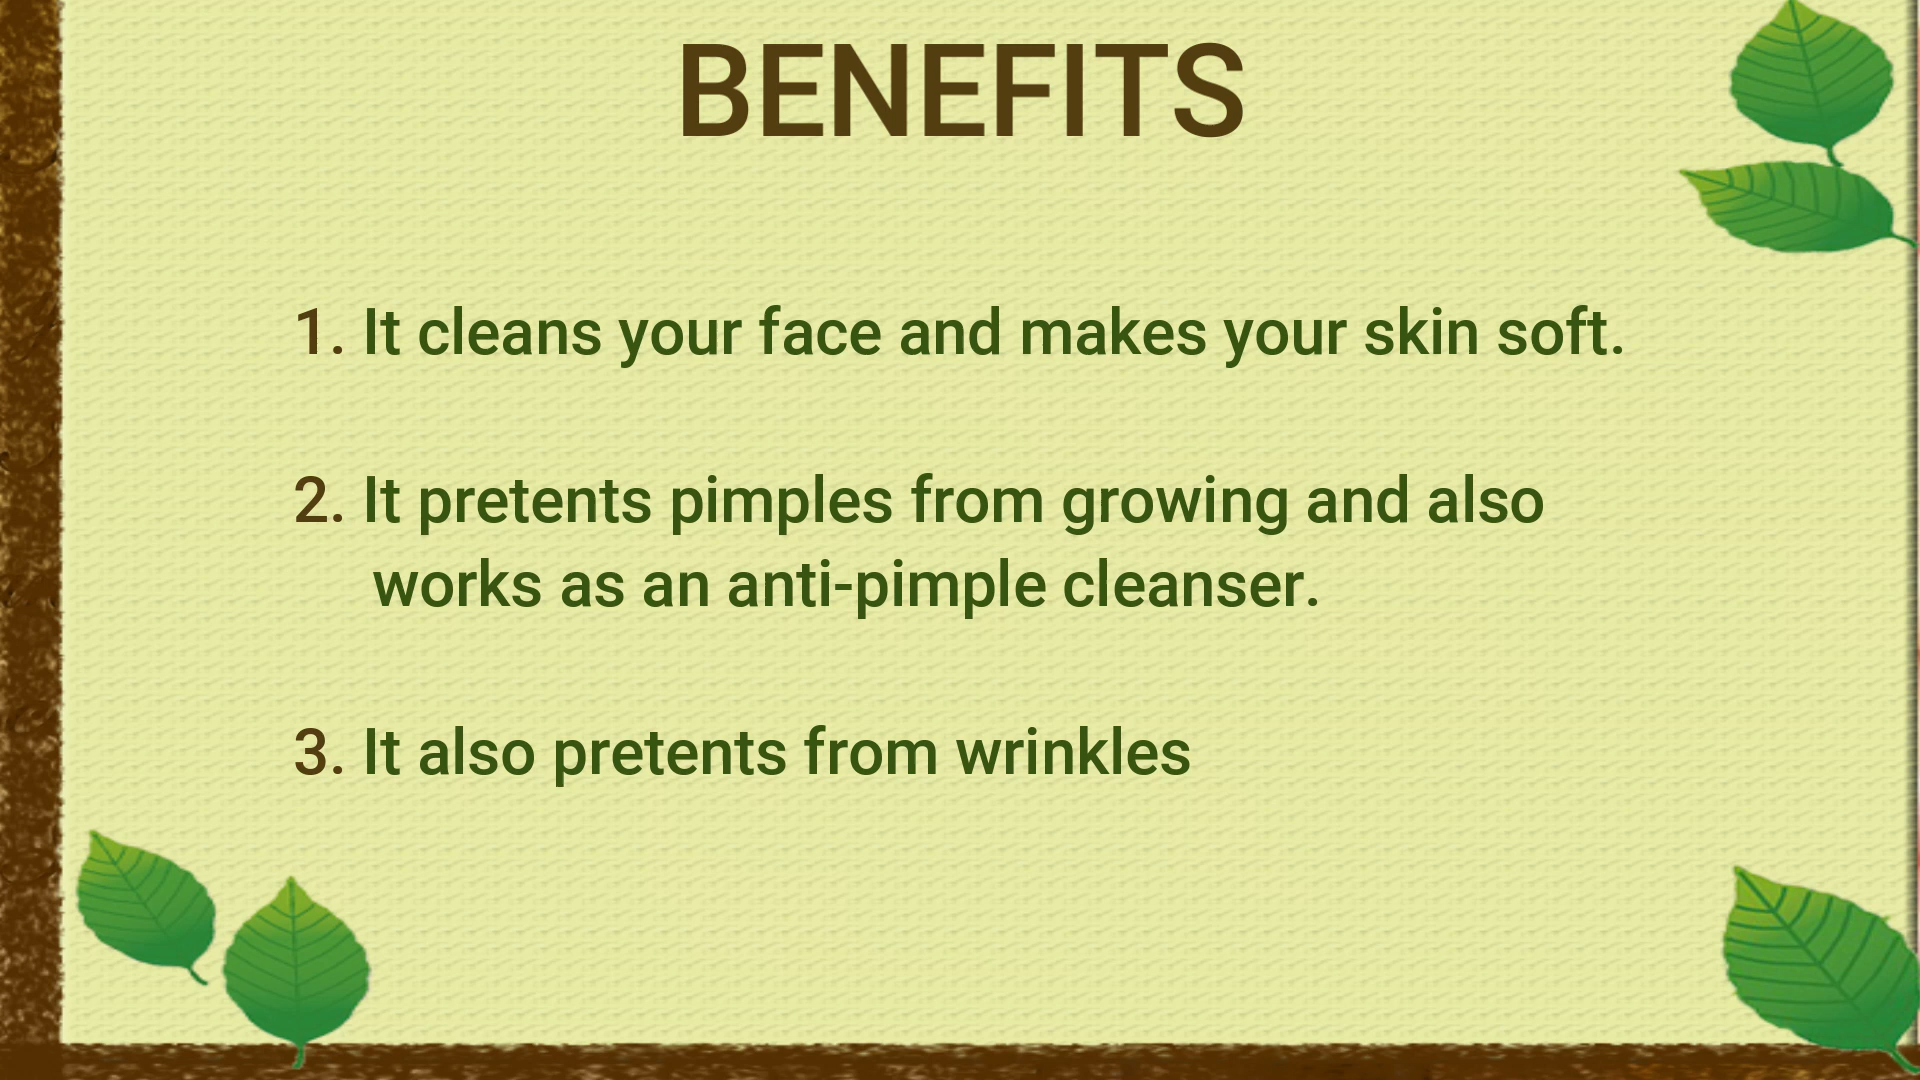 BENEFITS
1. It cleans your face and makes your skin soft.
2. It pretents pimples from growing and also
works as an anti-pimple cleanser.
3. It also pretents from wrinkles